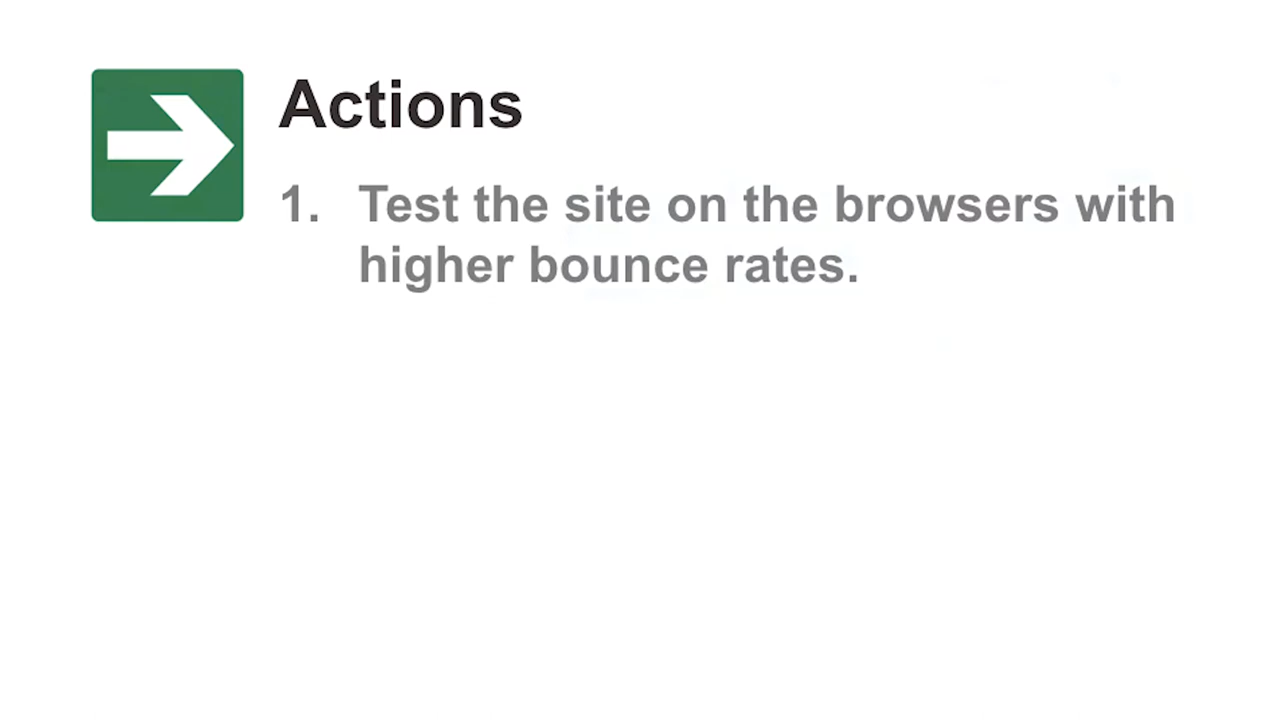 Actions
1. Test the site on the browsers with
higher bounce rates.